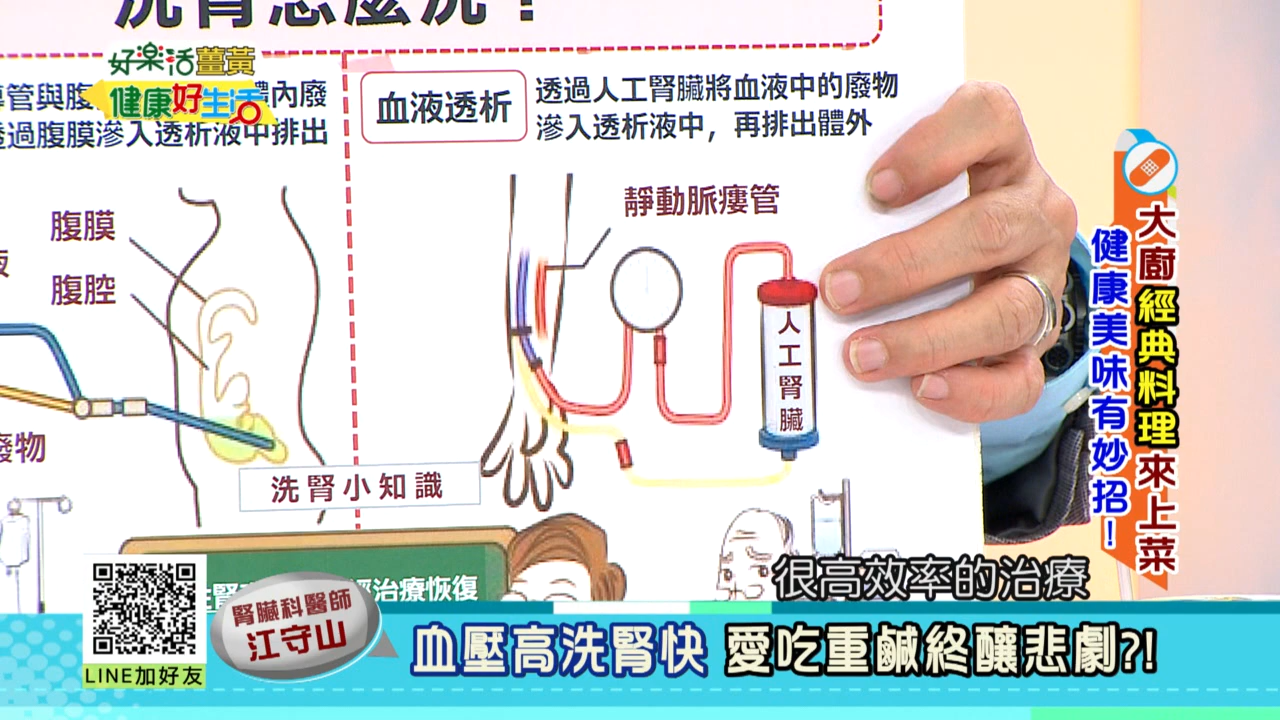 洗腎怎麼洗？
好樂活薑黃
健康好生活
管與腹
內廢
透過腹膜滲入透析液中排出
血液透析
透過人工腎臟將血液中的廢物
滲入透析液中，再排出體外
腹膜
腹腔
靜動脈瘻管
人工腎臟
廢物
洗腎小知識
治療恢復
大廚經典料理來上菜
健康美味有妙招！
很高效率的治療
腎臟科醫師
江守山
血壓高洗腎快 愛吃重鹹終釀悲劇?!
LINE加好友